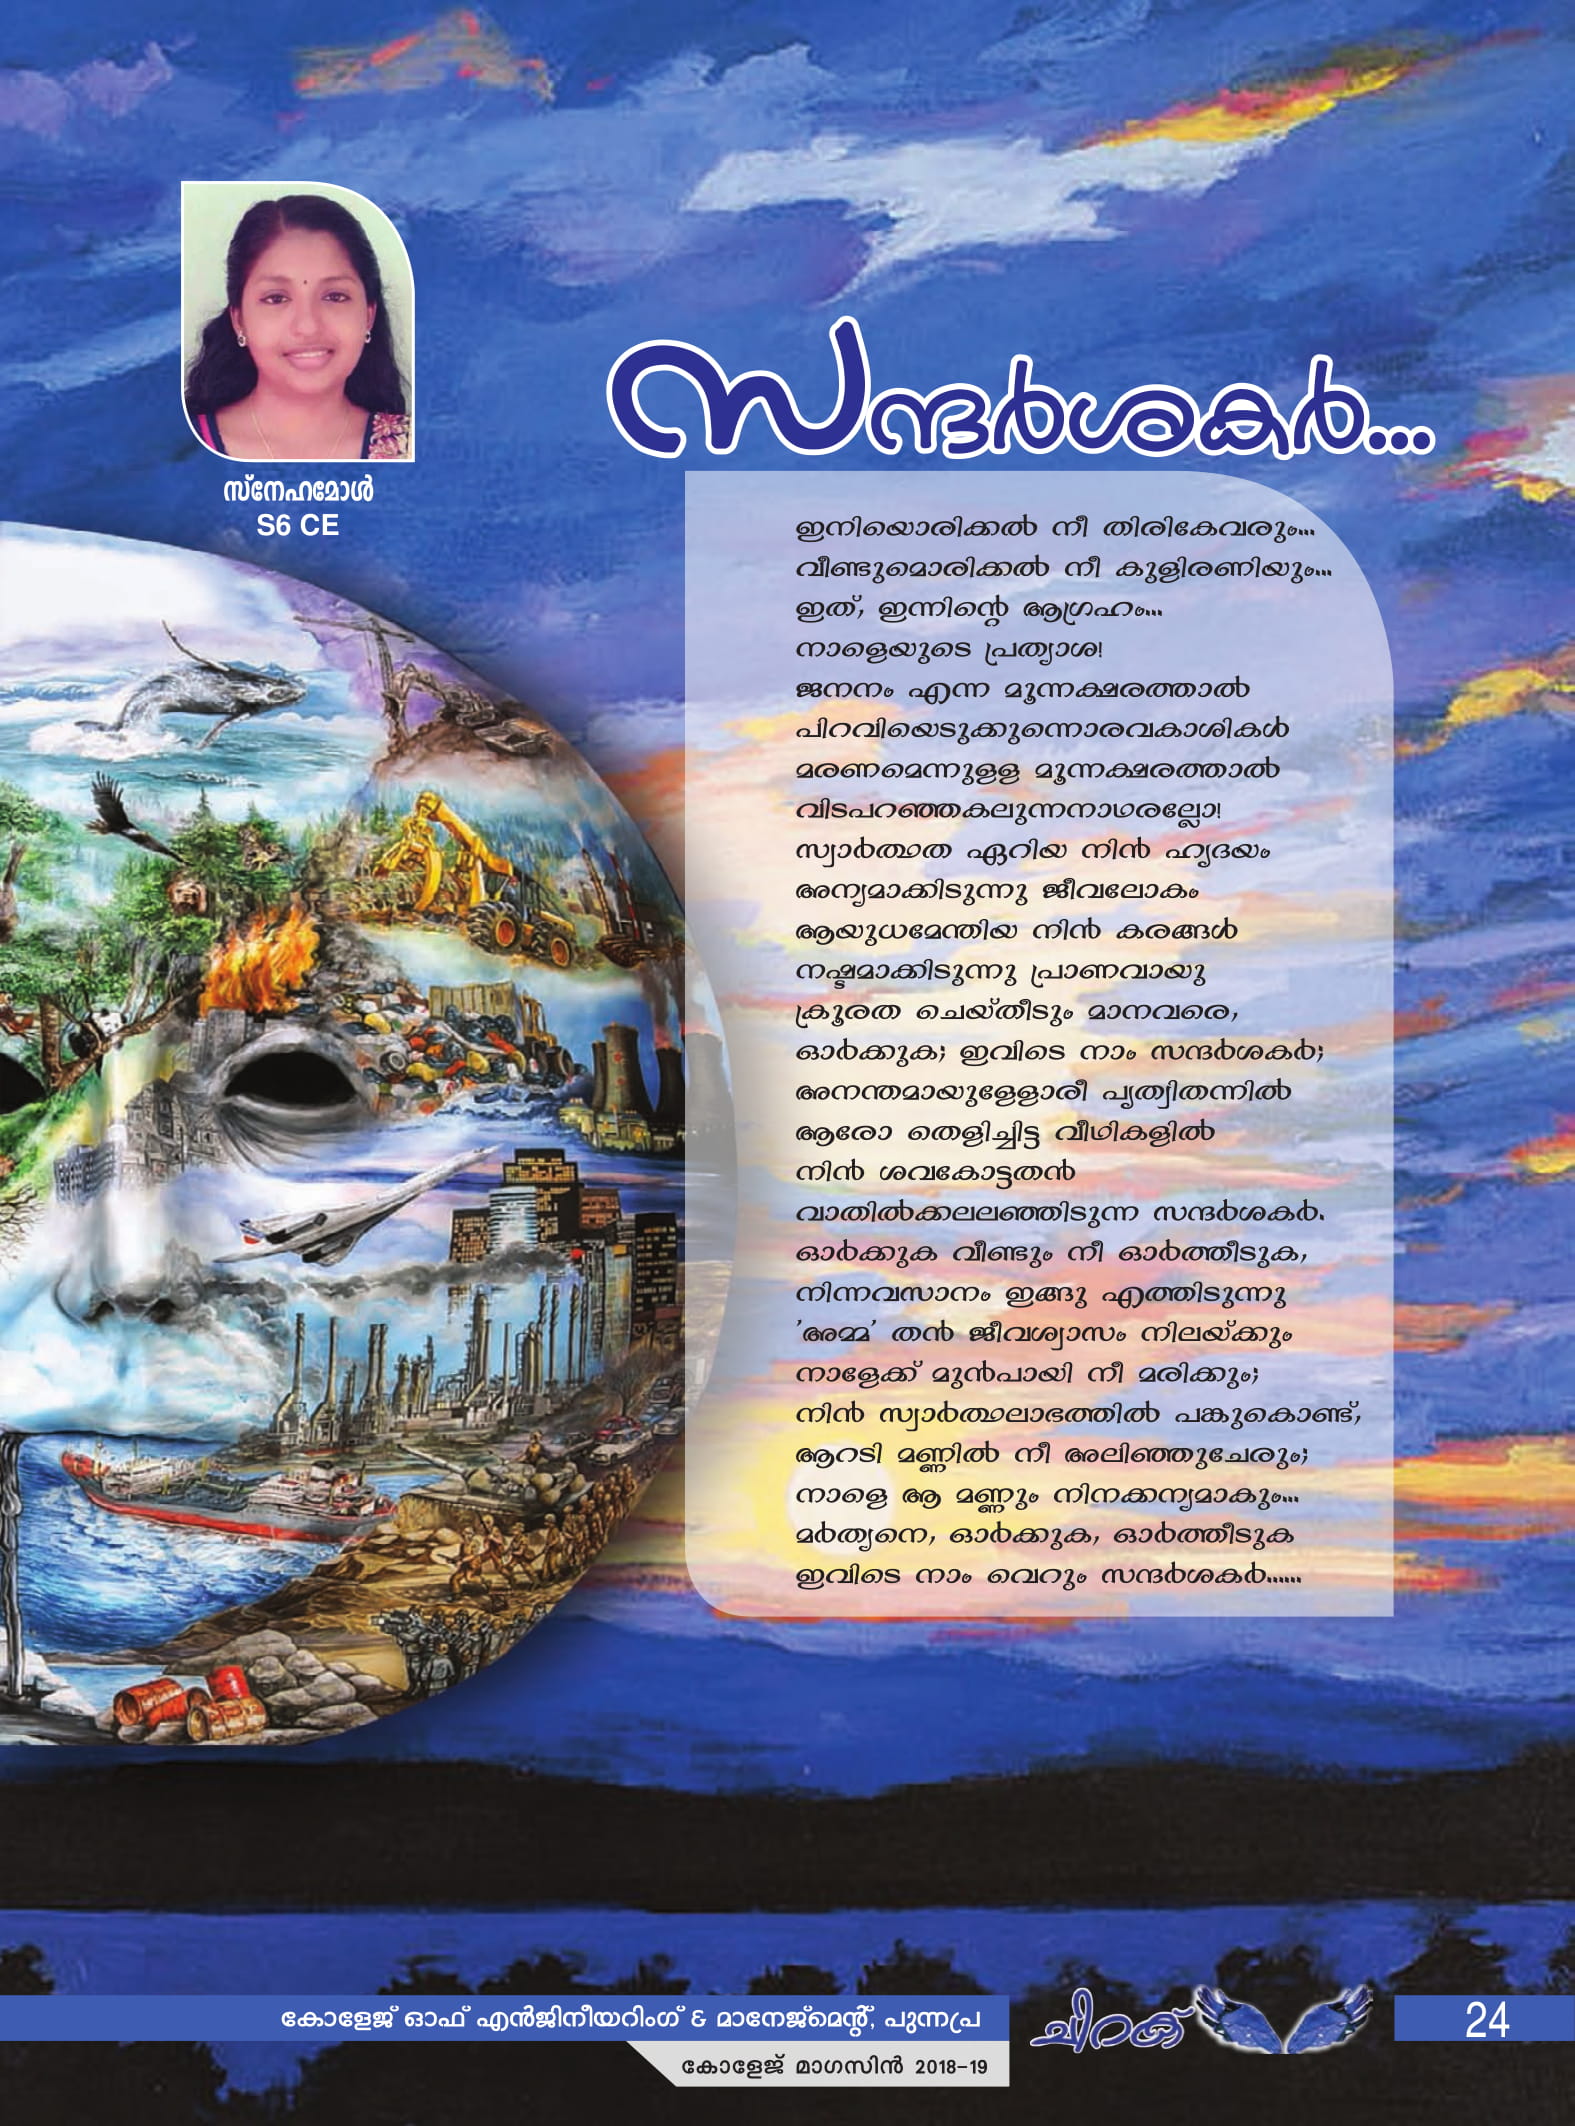 സ്നേഹമോൾ
S6 CE
സന്ദർശകർ...
ഇനിയൊരിക്കൽ നീ തിരികേവരും...
വീണ്ടുമൊരിക്കൽ നീ കുളിരണിയും...
ഇത്, ഇന്നിന്റെ ആഗ്രഹം...
നാളെയുടെ പ്രത്യാശ!
ജനനം എന്ന മൂന്നക്ഷരത്താൽ
പിറവിയെടുക്കുന്നൊരവകാശികൾ
മരണമെന്നുളള മൂന്നക്ഷരത്താൽ
വിടപറഞ്ഞകലുന്നനാഥരല്ലോ!
സ്വാർത്ഥത ഏറിയ നിൻ ഹൃദയം
അന്യമാക്കിടുന്നു ജീവലോകം
ആയുധമേന്തിയ നിൻ കരങ്ങൾ
നഷ്ടമാക്കിടുന്നു പ്രാണവായു
ക്രൂരത ചെയ്തീടും മാനവരെ,
ഓർക്കുക; ഇവിടെ നാം സന്ദർശകർ;
അനന്തമായുളേളാരീ പൃത്വിതന്നിൽ
ആരോ തെളിച്ചിട്ട വീഥികളിൽ
നിൻ ശവകോട്ടതൻ
വാതിൽക്കലലഞ്ഞിടുന്ന സന്ദർശകർ.
ഓർക്കുക വീണ്ടും നീ ഓർത്തീടുക,
നിന്നവസാനം ഇങ്ങു എത്തിടുന്നു
'അമ്മ' തൻ ജീവശ്വാസം നിലയ്ക്കും
നാളേക്ക് മുൻപായി നീ മരിക്കും;
നിൻ സ്വാർത്ഥലാഭത്തിൽ പങ്കുകൊണ്ട്,
ആറടി മണ്ണിൽ നീ അലിഞ്ഞുചേരും;
നാളെ ആ മണ്ണും നിനക്കന്യമാകും...
മർത്യനെ, ഓർക്കുക, ഓർത്തീടുക
ഇവിടെ നാം വെറും സന്ദർശകർ......
കോളേജ് ഓഫ് എൻജിനീയറിംഗ് & മാനേജ്മെന്റ്, പുന്നപ്ര
ചിറക്
24
കോളേജ് മാഗസിൻ 2018-19